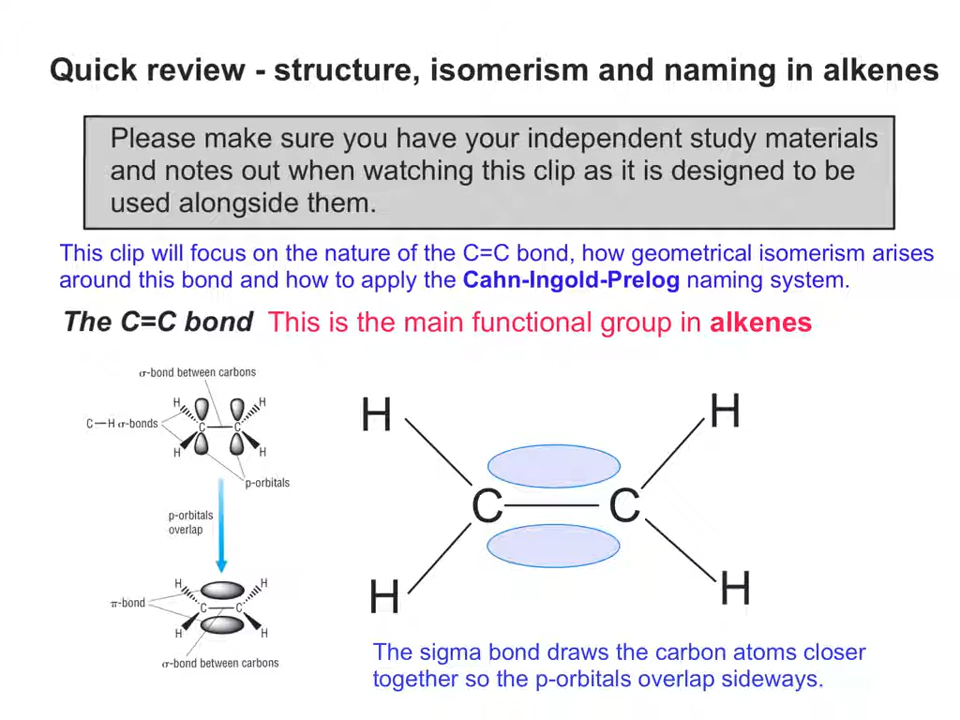 Quick review - structure, isomerism and naming in alkenes
Please make sure you have your independent study materials
and notes out when watching this clip as it is designed to be
used alongside them.
This clip will focus on the nature of the C=C bond, how geometrical isomerism arises
around this bond and how to apply the Cahn-Ingold-Prelog naming system.
The C=C bond This is the main functional group in alkenes
σ-bond between carbons
H H
C—H σ-bonds
C C
H H
p-orbitals
p-orbitals
overlap
H H
π-bond
C C
H H
σ-bond between carbons
H H
C C
H H
The sigma bond draws the carbon atoms closer
together so the p-orbitals overlap sideways.